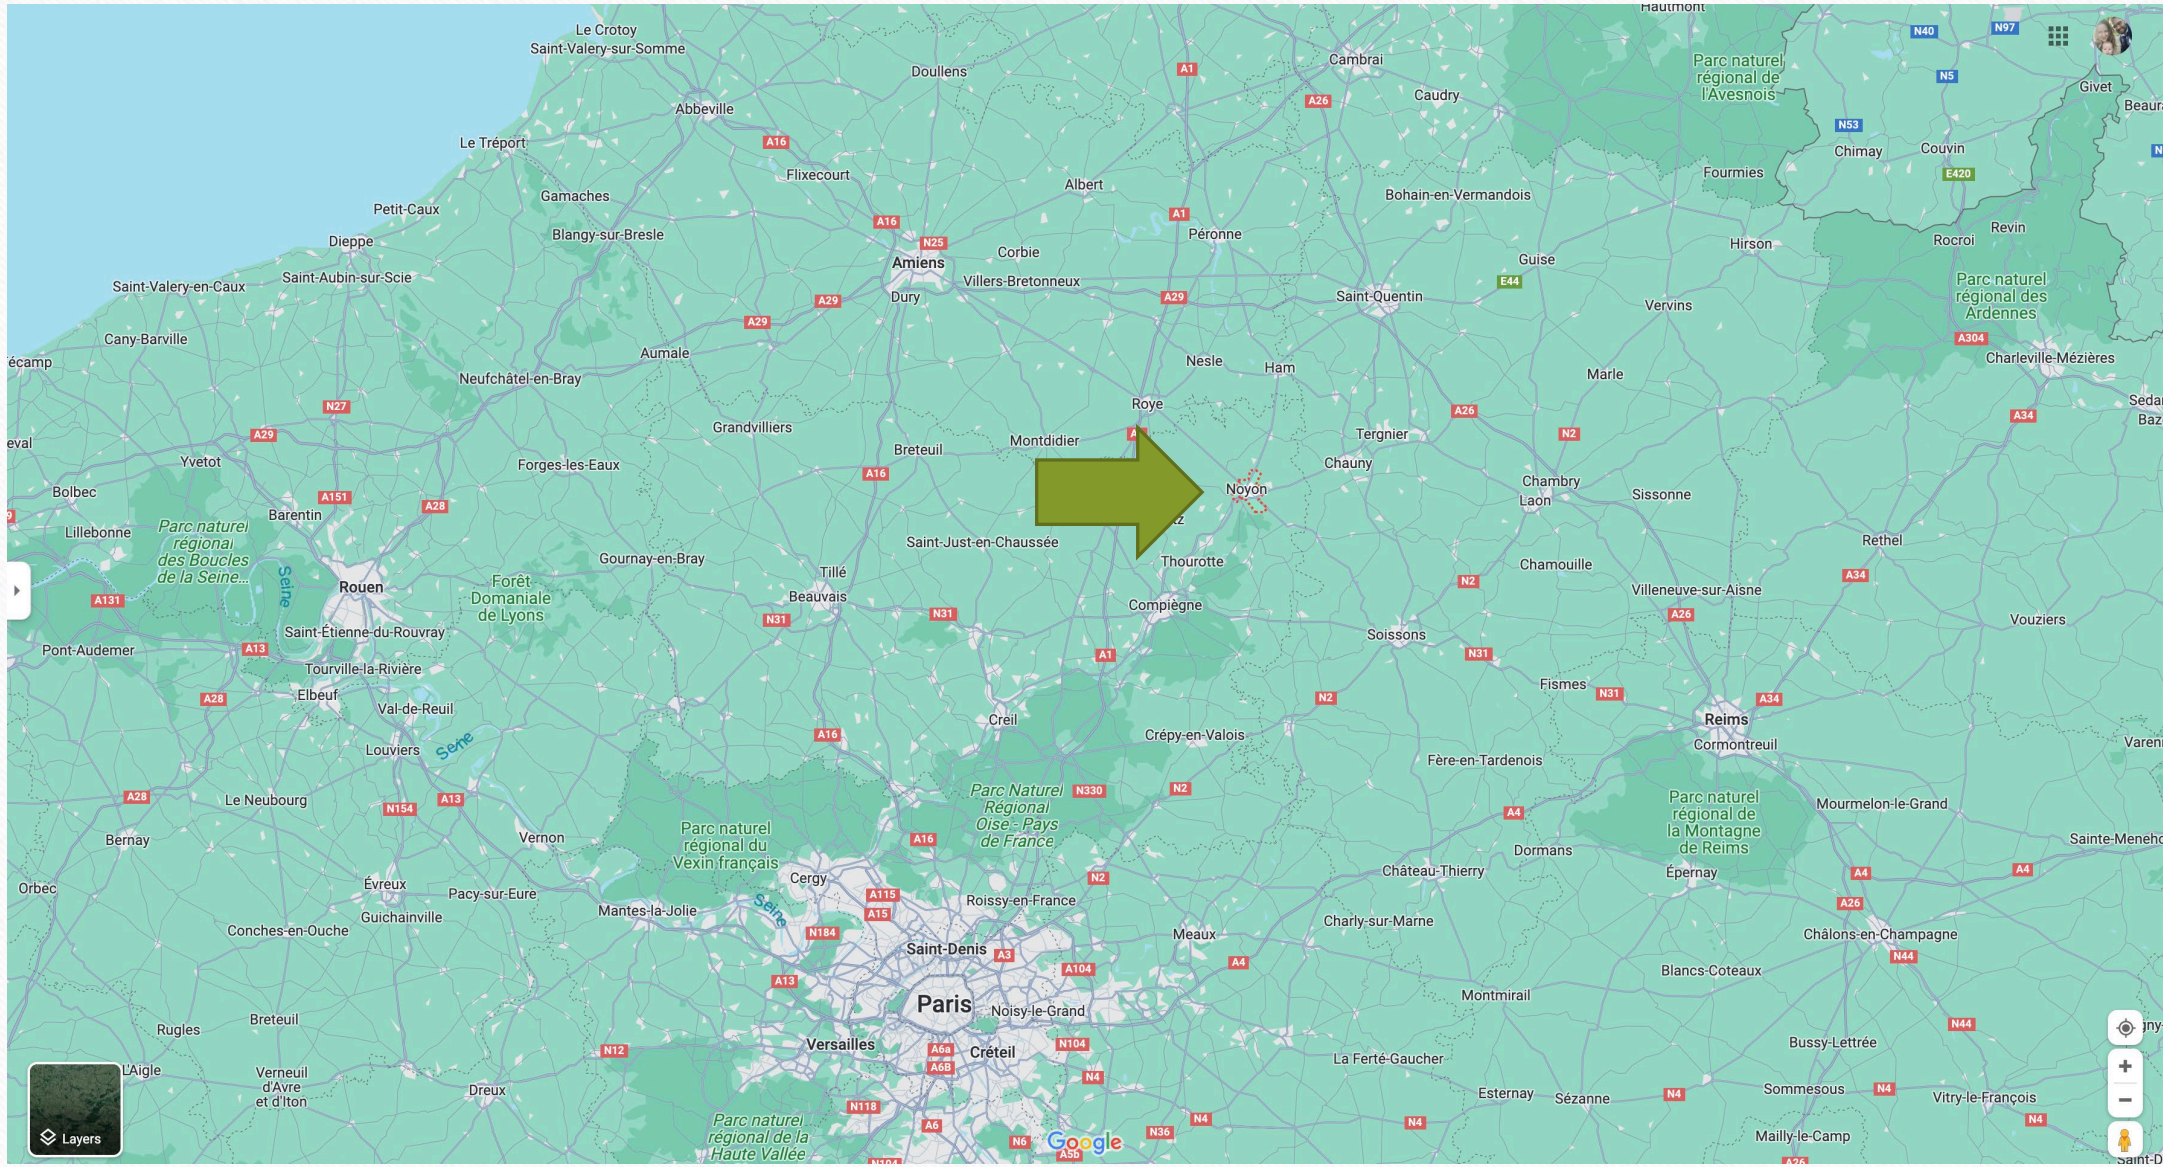 Hautmont
Le Crotoy
Saint-Valery-sur-Somme
N40
N97
Cambrai
Parc naturel
régional de
l'Avesnois
Doullens
A1
N5
Givet
A26
Caudry
Abbeville
N53
Le Tréport
A16
Chimay
Couvin
Flixecourt
Fourmies
E420
Albert
Gamaches
Bohain-en-Vermandois
Petit-Caux
A16
A1
Revin
Blangy-sur-Bresle
Péronne
Dieppe
N25
Corbie
Hirson
Rocroi
Amiens
Guise
Saint-Aubin-sur-Scie
Villers-Bretonneux
E44
Parc naturel
régional des
Ardennes
Saint-Valery-en-Caux
Dury
A29
A29
Saint-Quentin
Vervins
A29
Cany-Barville
A304
Aumale
Nesle
Charleville-Mézières
écamp
Ham
Marle
Neufchâtel-en-Bray
Roye
N27
A26
A34
Grandvilliers
A29
Montdidier
Tergnier
N2
eval
Breteuil
Yvetot
Forges-les-Eaux
A16
Chauny
Chambry
Noyon
Bolbec
A151
Sissonne
Laon
A28
Barentin
Lillebonne
Parc naturel
régional
des Boucles
de la Seine...
tz
Saint-Just-en-Chaussée
Rethel
Gournay-en-Bray
Thourotte
Chamouille
Tillé
A34
Seine
Rouen
Forêt
Domaniale
de Lyons
N2
Villeneuve-sur-Aisne
Beauvais
A131
Compiègne
N31
N31
A26
Vouziers
Saint-Étienne-du-Rouvray
Soissons
Pont-Audemer
A13
A1
N31
Tourville-la-Rivière
Fismes
N31
Elbeuf
A28
N2
A34
Val-de-Reuil
Creil
Reims
A16
Crépy-en-Valois
Louviers
Seine
Cormontreuil
Fère-en-Tardenois
Parc Naturel
Régional
Oise - Pays
de France
N330
N2
A28
Le Neubourg
A13
N154
Parc naturel
régional de
la Montagne
de Reims
Mourmelon-le-Grand
A4
Parc naturel
régional du
Vexin français
A16
Bernay
Vernon
Dormans
Château-Thierry
Épernay
A4
A4
Cergy
N2
Orbec
Évreux
Pacy-sur-Eure
A115
Roissy-en-France
A26
Mantes-la-Jolie
Seine
A15
Guichainville
Charly-sur-Marne
Conches-en-Ouche
N184
Meaux
Châlons-en-Champagne
Saint-Denis
A3
N44
A4
A104
Blancs-Coteaux
A13
Montmirail
Paris
Noisy-le-Grand
Breteuil
Rugles
N44
Versailles
N104
Bussy-Lettrée
N12
A6a
Créteil
La Ferté-Gaucher
A6B
L'Aigle
Verneuil
d'Avre
et d'Iton
N4
Dreux
Esternay
Sézanne
N4
Sommesous
N4
Vitry-le-François
N118
N4
N4
N4
Parc naturel
régional de la
Haute Vallée
A6
N36
Layers
N6
Google
Mailly-le-Camp
A5b
N104
A26